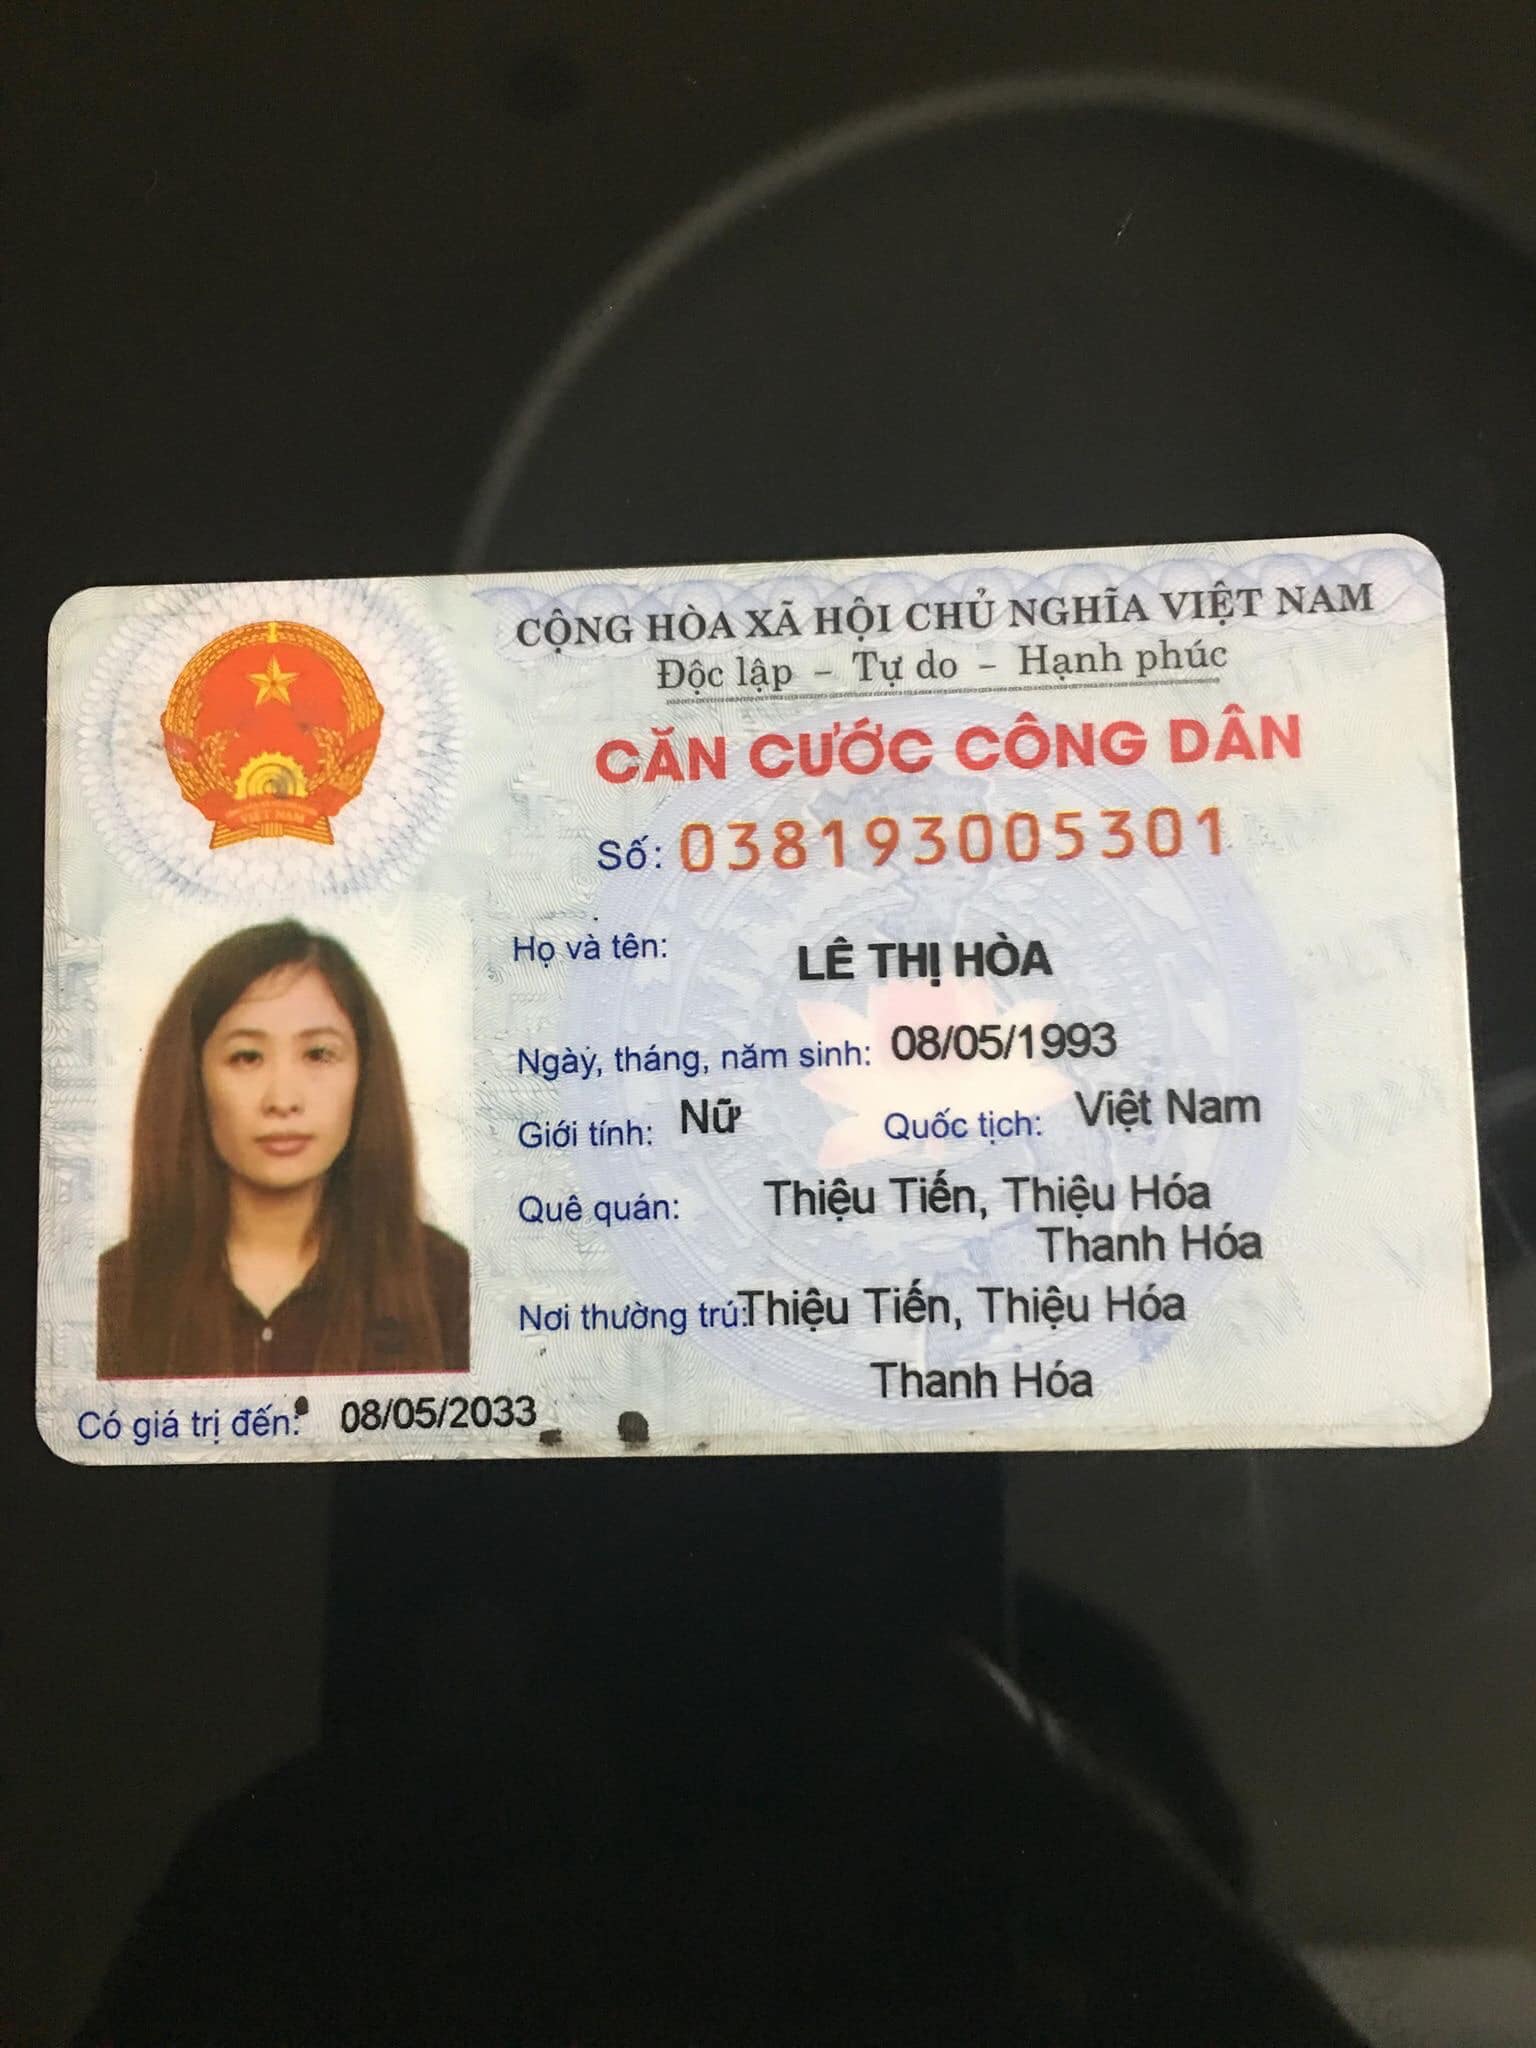 CỘNG HÒA XÃ HỘI CHỦ NGHĨA VIỆT NAM
Độc lập - Tự do - Hạnh phúc
CĂN CƯỚC CÔNG DÂN
Số: 038193005301
Họ và tên: LÊ THỊ HÒA
Ngày, tháng, năm sinh: 08/05/1993
Giới tính: Nữ Quốc tịch: Việt Nam
Quê quán: Thiệu Tiến, Thiệu Hóa
Thanh Hóa
Nơi thường trú: Thiệu Tiến, Thiệu Hóa
Thanh Hóa
Có giá trị đến: 08/05/2033
VIỆT NAM